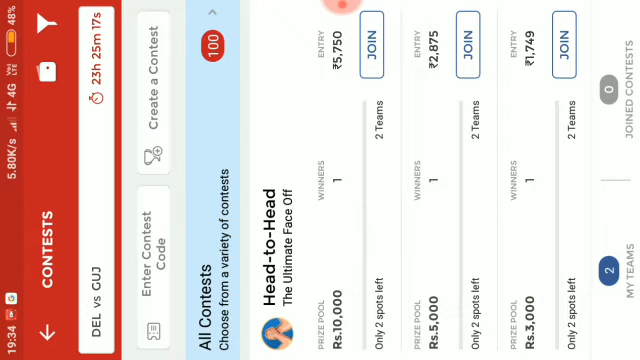 19:34 5.80K/s 4G VoLTE 48%
CONTESTS
DEL vs GUJ 23h 25m 17s
Enter Contest Code
Create a Contest
All Contests 100
Choose from a variety of contests
Head-to-Head
The Ultimate Face Off
PRIZE POOL WINNERS ENTRY
Rs.10,000 1 ₹5,750 JOIN
Only 2 spots left 2 Teams
PRIZE POOL WINNERS ENTRY
Rs.5,000 1 ₹2,875 JOIN
Only 2 spots left 2 Teams
PRIZE POOL WINNERS ENTRY
Rs.3,000 1 ₹1,749 JOIN
Only 2 spots left 2 Teams
2 0
MY TEAMS JOINED CONTESTS